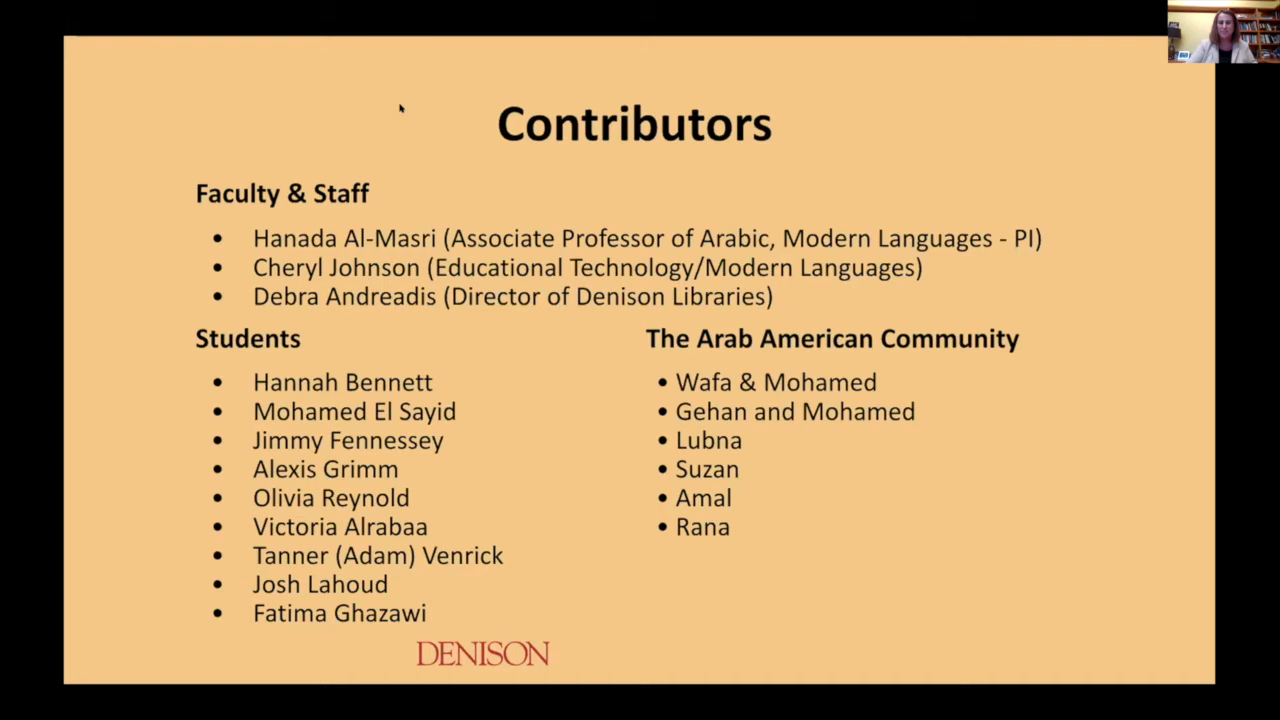 Contributors
Faculty & Staff
• Hanada Al-Masri (Associate Professor of Arabic, Modern Languages - PI)
• Cheryl Johnson (Educational Technology/Modern Languages)
• Debra Andreadis (Director of Denison Libraries)
Students
• Hannah Bennett
• Mohamed El Sayid
• Jimmy Fennessey
• Alexis Grimm
• Olivia Reynold
• Victoria Alrabaa
• Tanner (Adam) Venrick
• Josh Lahoud
• Fatima Ghazawi
The Arab American Community
• Wafa & Mohamed
• Gehan and Mohamed
• Lubna
• Suzan
• Amal
• Rana
DENISON